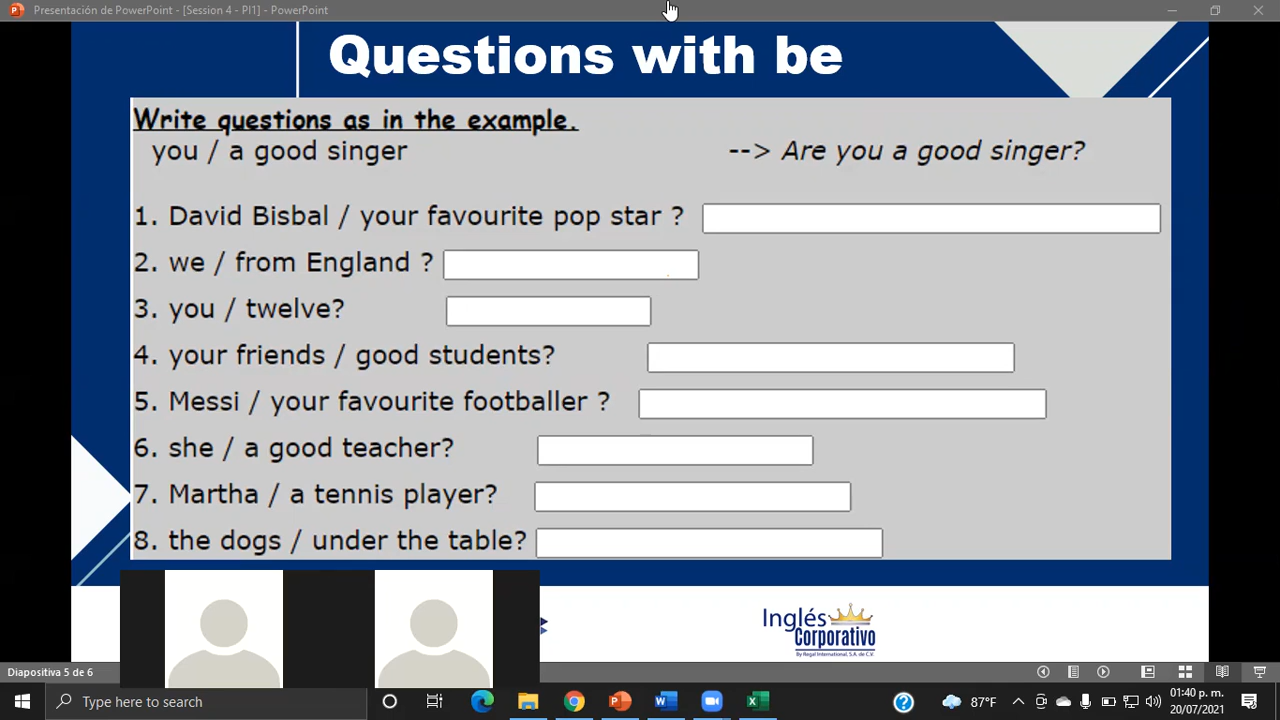 Presentación de PowerPoint - [Session 4 - PI1] - PowerPoint
Questions with be
Write questions as in the example.
you / a good singer --> Are you a good singer?
1. David Bisbal / your favourite pop star ?
2. we / from England ?
3. you / twelve?
4. your friends / good students?
5. Messi / your favourite footballer ?
6. she / a good teacher?
7. Martha / a tennis player?
8. the dogs / under the table?
Inglés
Corporativo
By Regal International, S.A. de C.V.
Diapositiva 5 de 6
Type here to search
87°F
01:40 p. m.
20/07/2021